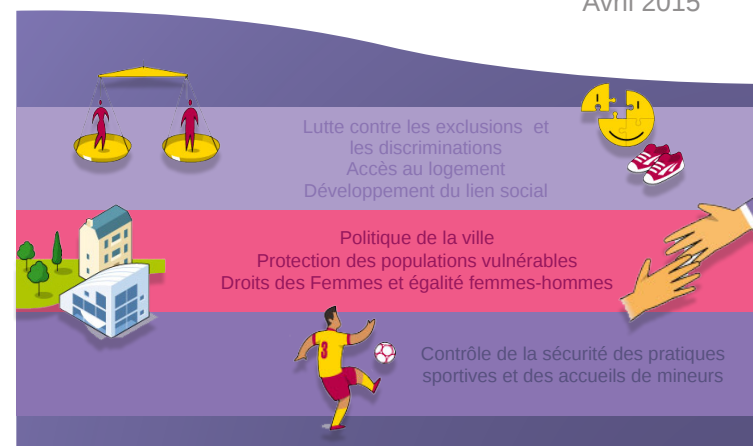 Avril 2015
Lutte contre les exclusions et
les discriminations
Accès au logement
Développement du lien social
Politique de la ville
Protection des populations vulnérables
Droits des Femmes et égalité femmes-hommes
3
Contrôle de la sécurité des pratiques
sportives et des accueils de mineurs